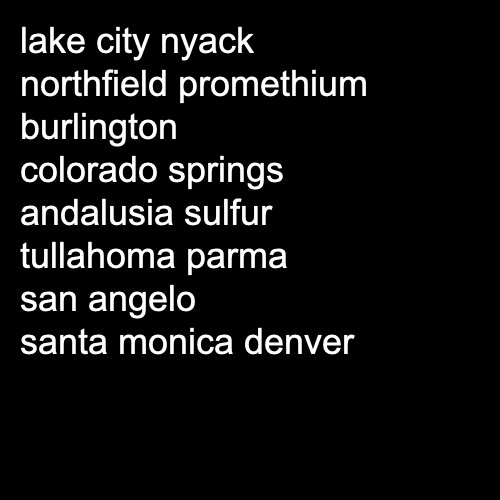 lake city nyack
northfield promethium
burlington
colorado springs
andalusia sulfur
tullahoma parma
san angelo
santa monica denver